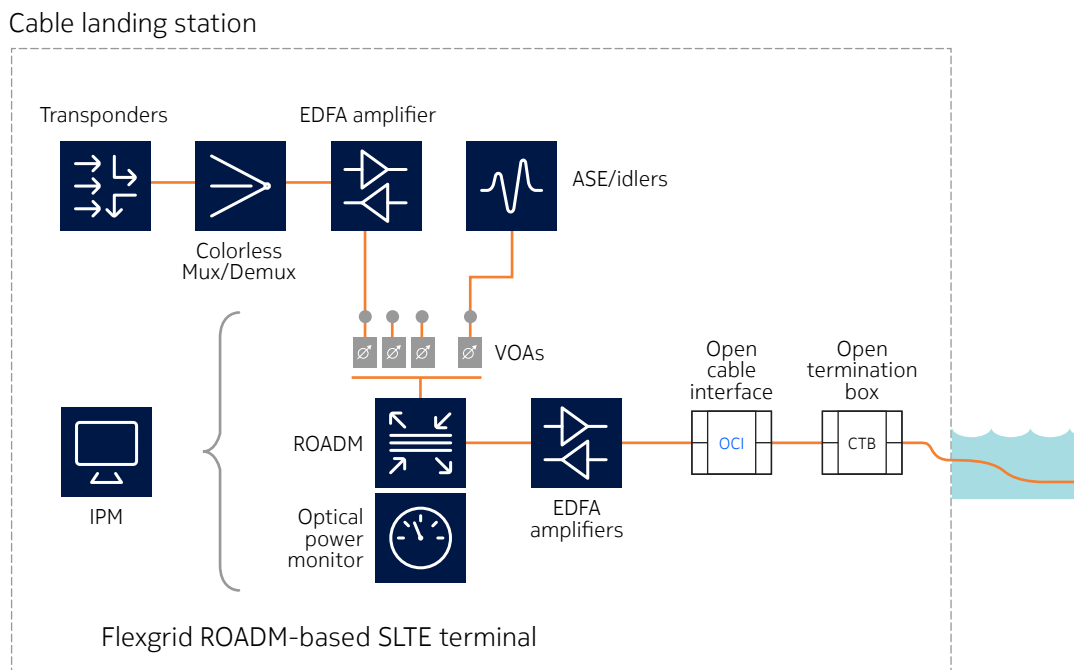 Cable landing station
Transponders
EDFA amplifier
ASE/idlers
Colorless
Mux/Demux
VOAs
Open
cable
interface
Open
termination
box
ROADM
OCI
CTB
IPM
Optical
power
monitor
EDFA
amplifiers
Flexgrid ROADM-based SLTE terminal